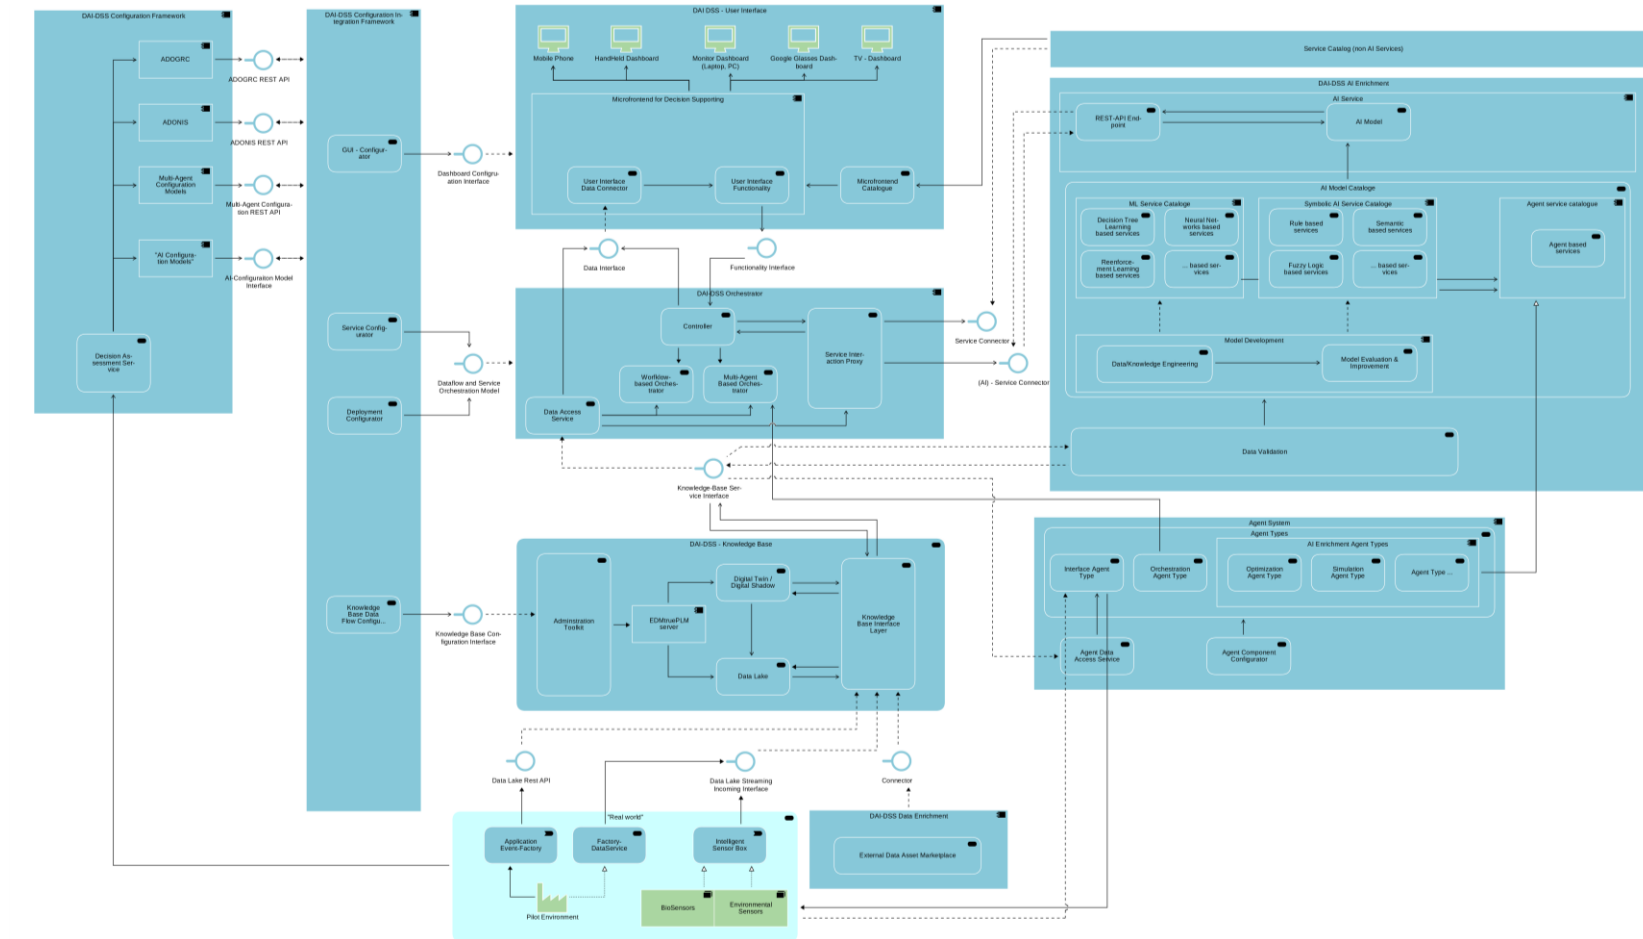 DAI-DSS Configuration Framework
ADOGRC
ADOGRC REST API
ADONIS
ADONIS REST API
Multi-Agent
Configuration
Models
Multi-Agent Configura-
tion REST API
"AI Configura-
tion Models"
AI-Configuraiton Model
Interface
Decision As-
sessment Ser-
vice
DAI-DSS Configuration In-
tegration Framework
GUI - Configur-
ator
Dashboard Configru-
ation Interface
Service Config-
urator
Dataflow and Service
Orchestration Model
Deployment
Configurator
Knowledge
Base Data
Flow Configu...
Knowledge Base Con-
figuration Interface
DAI DSS - User Interface
Mobile Phone
HandHeld Dashboard
Monitor Dashboard
(Laptop, PC)
Google Glasses Dash-
board
TV - Dashboard
Microfrontend for Decision Supporting
User Interface
Data Connector
User Interface
Functionality
Microfrontend
Catalogue
Data Interface
Functionality Interface
DAI-DSS Orchestrator
Controller
Workflow-
based Orches-
trator
Multi-Agent
Based Orches-
trator
Service Inter-
action Proxy
Data Access
Service
Service Connector
(AI) - Service Connector
Knowledge-Base Ser-
vice Interface
DAI-DSS - Knowledge Base
Adminstration
Toolkit
EDMtruePLM
server
Digital Twin /
Digital Shadow
Data Lake
Knowledge
Base Interface
Layer
Data Lake Rest API
Data Lake Streaming
Incoming Interface
Connector
"Real world"
Application
Event-Factory
Factory-
DataService
Intelligent
Sensor Box
Pilot Environment
BioSensors
Environmental
Sensors
DAI-DSS Data Enrichment
External Data Asset Marketplace
Service Catalog (non AI Services)
DAI-DSS AI Enrichment
AI Service
REST-API End-
point
AI Model
AI Model Cataloge
ML Service Cataloge
Decision Tree
Learning
based services
Neural Net-
works based
services
Reenforce-
ment Learning
based services
... based ser-
vices
Symbolic AI Service Cataloge
Rule based
services
Semantic
based services
Fuzzy Logic
based services
... based ser-
vices
Agent service catalogue
Agent based
services
Model Development
Data/Knowledge Engineering
Model Evaluation &
Improvement
Data Validation
Agent System
Agent Types
AI Enrichment Agent Types
Interface Agent
Type
Orchestration
Agent Type
Optimization
Agent Type
Simulation
Agent Type
Agent Type ...
Agent Data
Access Service
Agent Component
Configurator